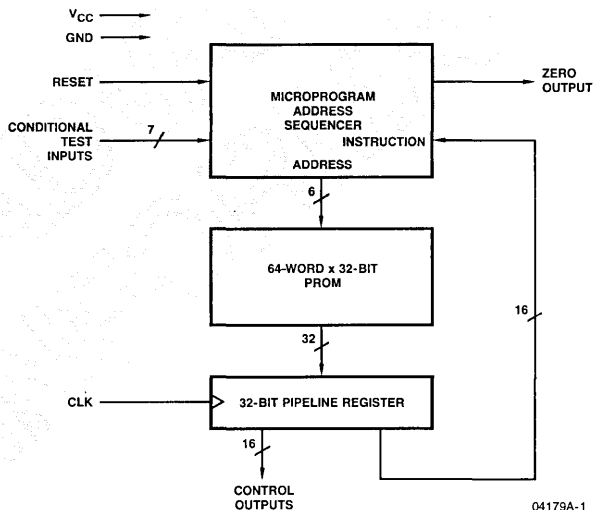 VCC
GND
RESET
CONDITIONAL
TEST
INPUTS
7
MICROPROGRAM
ADDRESS
SEQUENCER
INSTRUCTION
ADDRESS
ZERO
OUTPUT
6
64-WORD x 32-BIT
PROM
16
32
CLK
32-BIT PIPELINE REGISTER
16
CONTROL
OUTPUTS
04179A-1